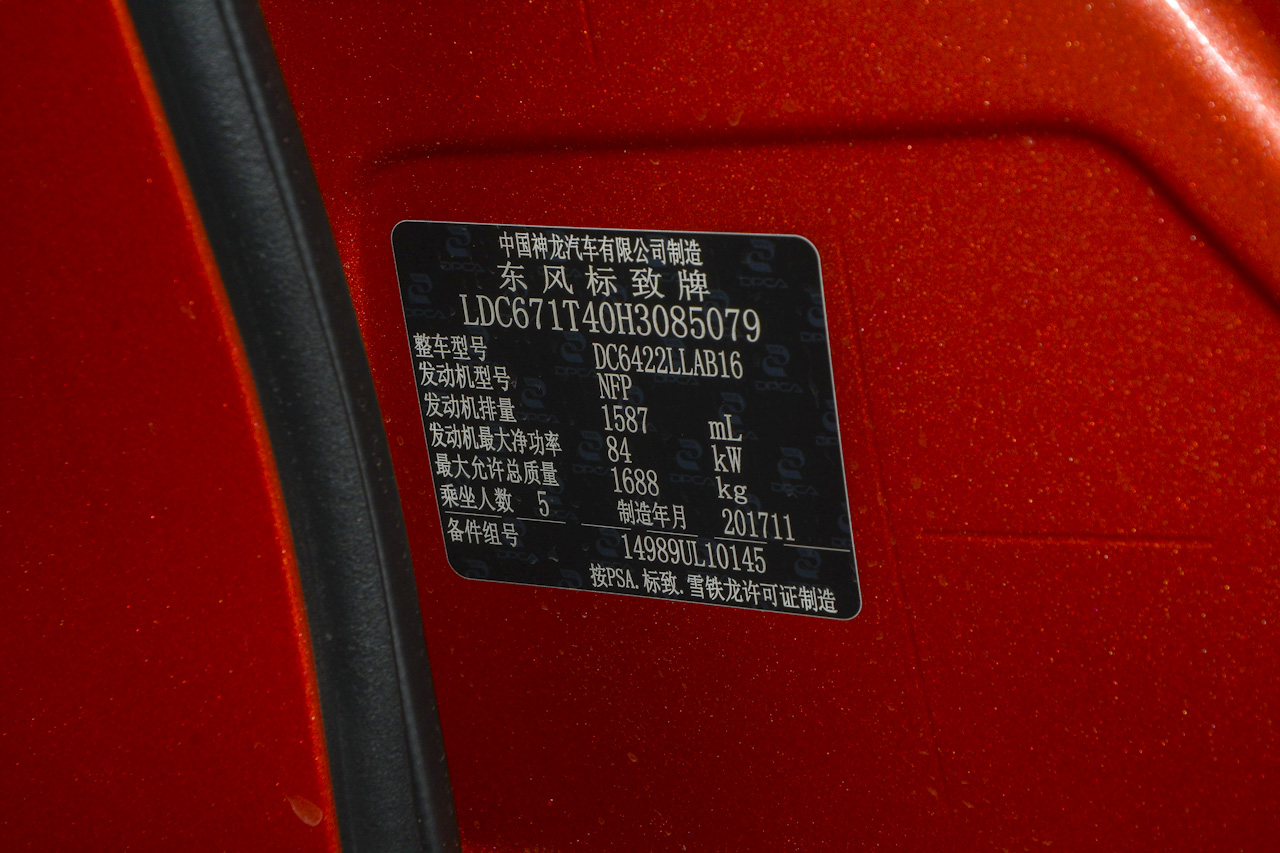 中国神龙汽车有限公司制造
东风标致牌
LDC671T40H3085079
整车型号 DC6422LLAB16
发动机型号 NFP
发动机排量 1587 mL
发动机最大净功率 84 kW
最大允许总质量 1688 kg
乘坐人数 5 制造年月 201711
备件组号 14989UL10145
按PSA.标致.雪铁龙许可证制造